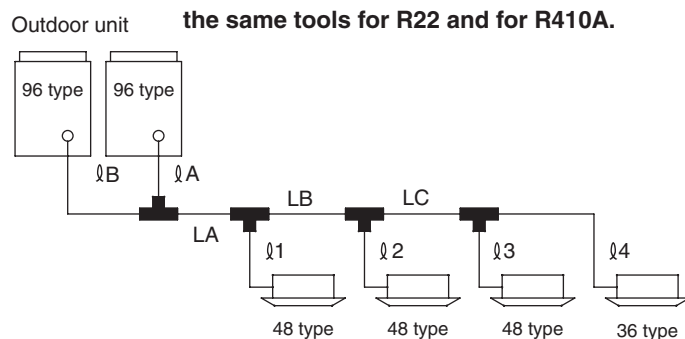 the same tools for R22 and for R410A.
Outdoor unit
96 type 96 type
ℓB ℓA
LA LB LC
ℓ1 ℓ2 ℓ3 ℓ4
48 type 48 type 48 type 36 type